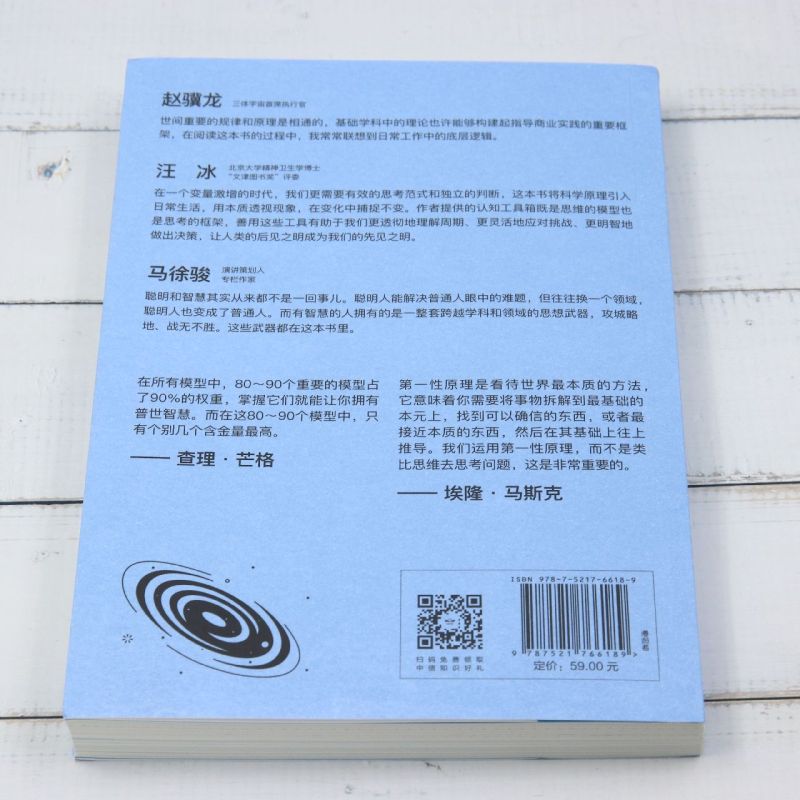 赵骥龙 三体宇宙首席执行官
世间重要的规律和原理是相通的，基础学科中的理论也许能够构建起指导商业实践的重要框
架，在阅读这本书的过程中，我常常联想到日常工作中的底层逻辑。
汪 冰 北京大学精神卫生学博士
“文津图书奖”评委
在一个变量激增的时代，我们更需要有效的思考范式和独立的判断，这本书将科学原理引入
日常生活，用本质透视现象，在变化中捕捉不变。作者提供的认知工具箱既是思维的模型也
是思考的框架，善用这些工具有助于我们更透彻地理解周期、更灵活地应对挑战、更明智地
做出决策，让人类的后见之明成为我们的先见之明。
马徐骏 演讲策划人
专栏作家
聪明和智慧其实从来都不是一回事儿。聪明人能解决普通人眼中的难题，但往往换一个领域，
聪明人也变成了普通人。而有智慧的人拥有的是一整套跨越学科和领域的思想武器，攻城略
地、战无不胜。这些武器都在这本书里。
在所有模型中，80～90个重要的模型占
了90%的权重，掌握它们就能让你拥有
普世智慧。而在这80～90个模型中，只
有个别几个含金量最高。
—— 查理·芒格
第一性原理是看待世界最本质的方法，
它意味着你需要将事物拆解到最基础的
本元上，找到可以确信的东西，或者最
接近本质的东西，然后在其基础上往上
推导。我们运用第一性原理，而不是类
比思维去思考问题，这是非常重要的。
—— 埃隆·马斯克
扫码免费领取
中信知识好礼
ISBN 978-7-5217-6618-9
9 787521 766189>
定价：59.00 元